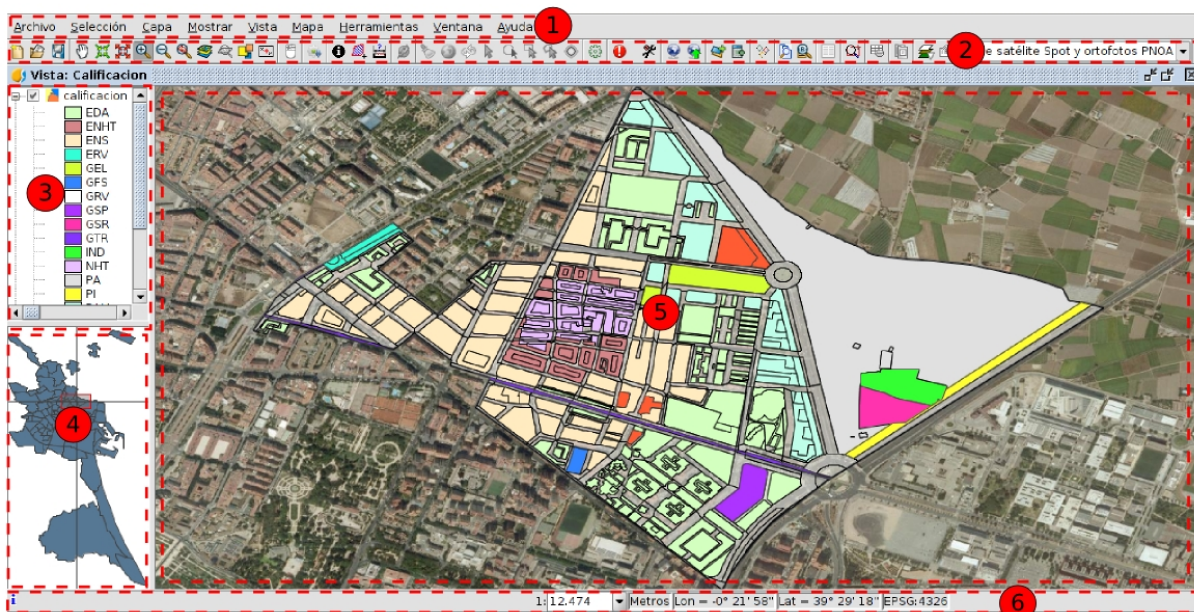 Archivo Selección Capa Mostrar Vista Mapa Herramientas Ventana Ayuda
1
2
e satélite Spot y ortofotos PNOA
Vista: Calificacion
calificacion
EDA
ENHT
ENS
ERV
GEL
3
GFS
GRV
GSP
GSR
GTR
IND
NHT
PA
PI
4
5
1: 12.474 Metros Lon = -0° 21' 58" Lat = 39° 29' 18" EPSG:4326
6